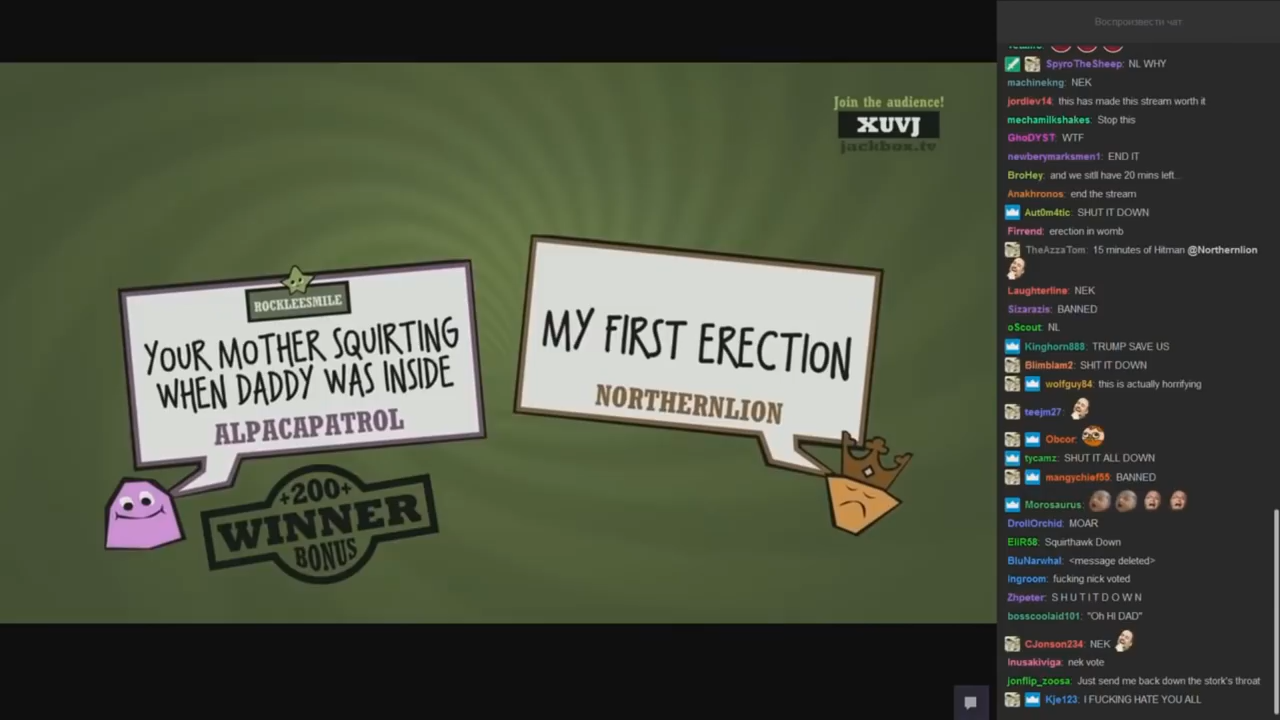 Join the audience!
XUVJ
jackbox.tv
ROCKLEESMILE
YOUR MOTHER SQUIRTING
WHEN DADDY WAS INSIDE
ALPACAPATROL
+200+
WINNER
BONUS
MY FIRST ERECTION
NORTHERNLION
Воспроизвести чат
SpyroTheSheep: NL WHY
machinekng: NEK
jordiev14: this has made this stream worth it
mechamilkshakes: Stop this
GhoDYST: WTF
newberymarksmen1: END IT
BroHey: and we sitll have 20 mins left...
Anakhronos: end the stream
Aut0m4tic: SHUT IT DOWN
Firrend: erection in womb
TheAzzaTom: 15 minutes of Hitman @Northernlion
Laughterline: NEK
Sizarazis: BANNED
oScout: NL
Kinghorn888: TRUMP SAVE US
Blimblam2: SHIT IT DOWN
wolfguy84: this is actually horrifying
teejm27:
Obcor:
tycamz: SHUT IT ALL DOWN
mangychief55: BANNED
Morosaurus:
DrollOrchid: MOAR
EliR58: Squirthawk Down
BluNarwhal: <message deleted>
ingroom: fucking nick voted
Zhpeter: S H U T I T D O W N
bosscoolaid101: "Oh HI DAD"
CJonson234: NEK
Inusakiviga: nek vote
jonflip_zoosa: Just send me back down the stork's throat
Kje123: I FUCKING HATE YOU ALL